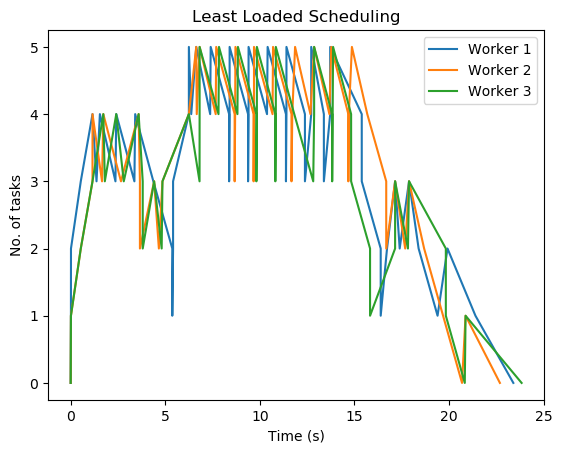 Least Loaded Scheduling
No. of tasks
5
4
3
2
1
0
Worker 1
Worker 2
Worker 3
0 5 10 15 20 25
Time (s)